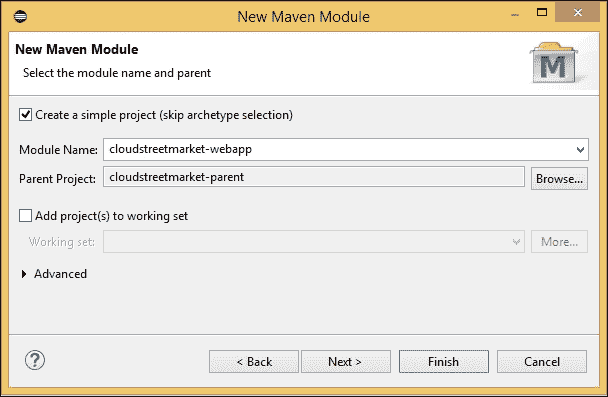 New Maven Module
New Maven Module
Select the module name and parent
M
Create a simple project (skip archetype selection)
Module Name: cloudstreetmarket-webapp
Parent Project: cloudstreetmarket-parent Browse...
Add project(s) to working set
Working set: More...
Advanced
? < Back Next > Finish Cancel